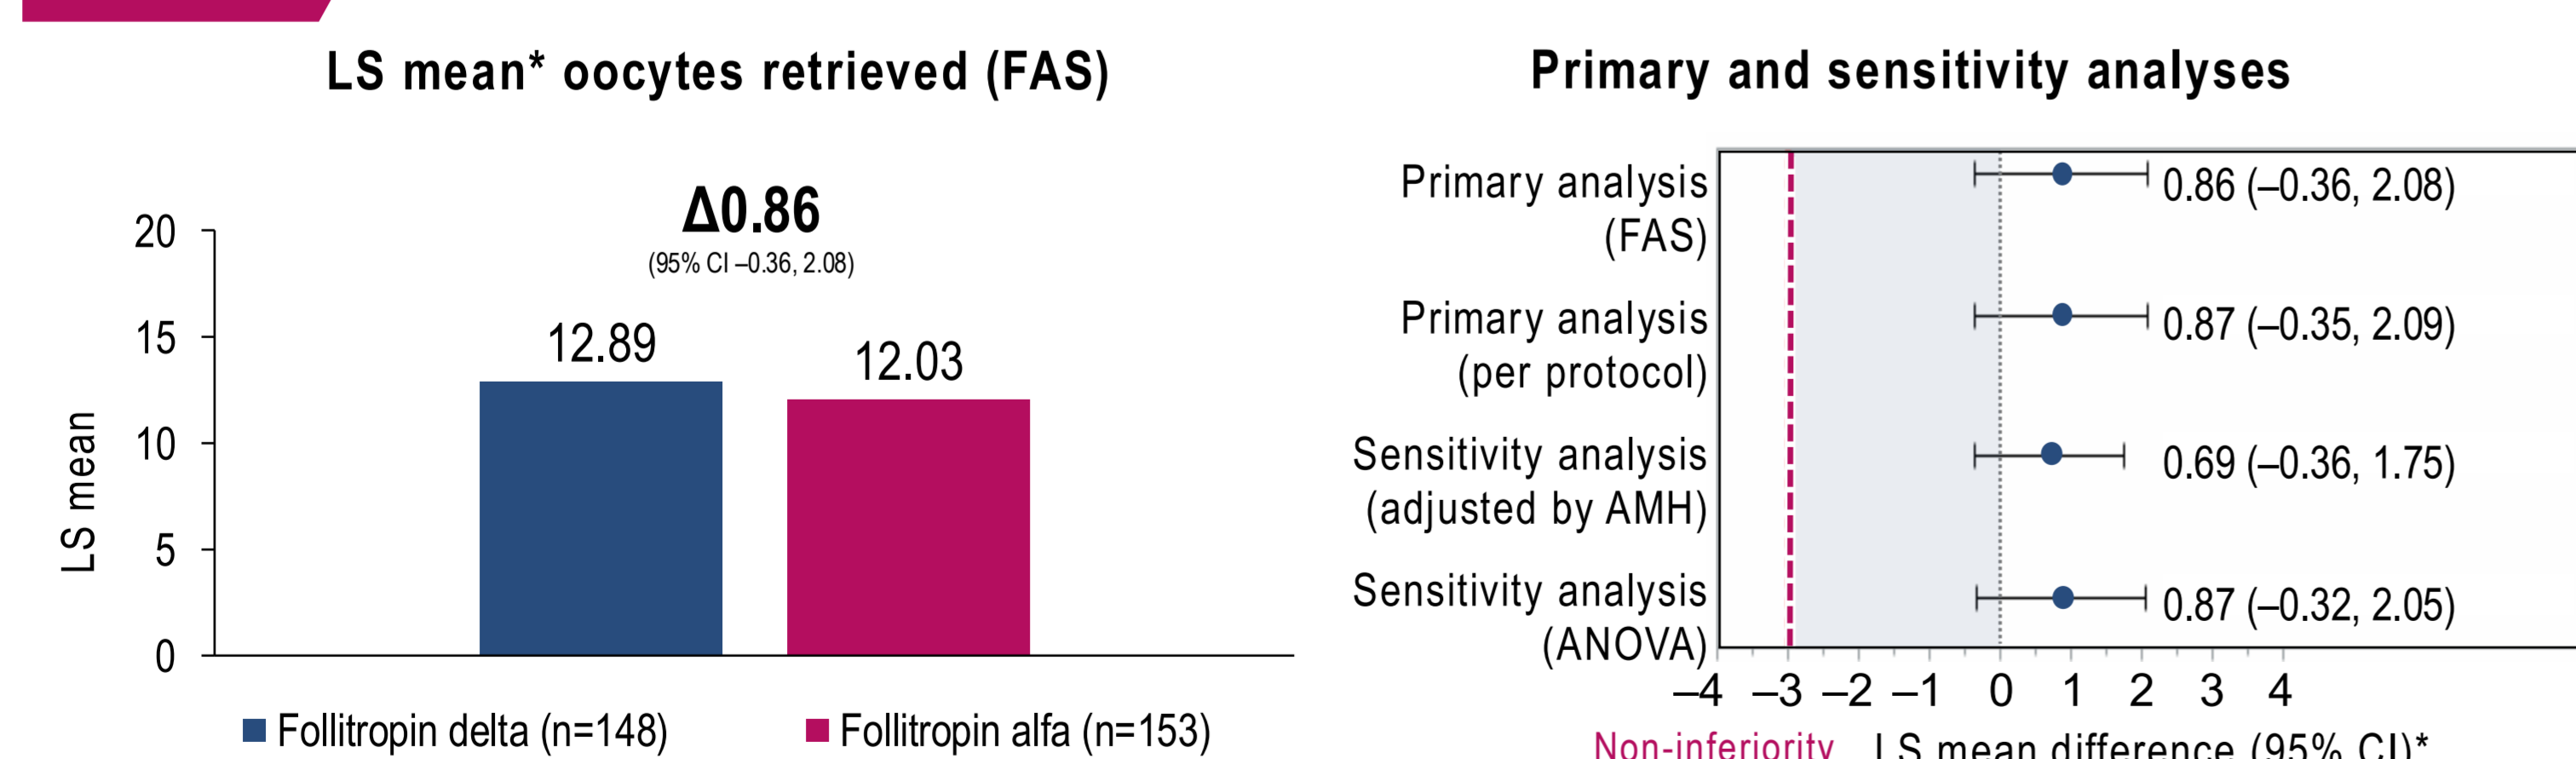 LS mean* oocytes retrieved (FAS)
Δ0.86
(95% CI –0.36, 2.08)
20
15
10
5
0
LS mean
12.89
12.03
Follitropin delta (n=148)
Follitropin alfa (n=153)
Primary and sensitivity analyses
Primary analysis
(FAS)
0.86 (–0.36, 2.08)
Primary analysis
(per protocol)
0.87 (–0.35, 2.09)
Sensitivity analysis
(adjusted by AMH)
0.69 (–0.36, 1.75)
Sensitivity analysis
(ANOVA)
0.87 (–0.32, 2.05)
–4 –3 –2 –1 0 1 2 3 4
Non-inferiority
LS mean difference (95% CI)*